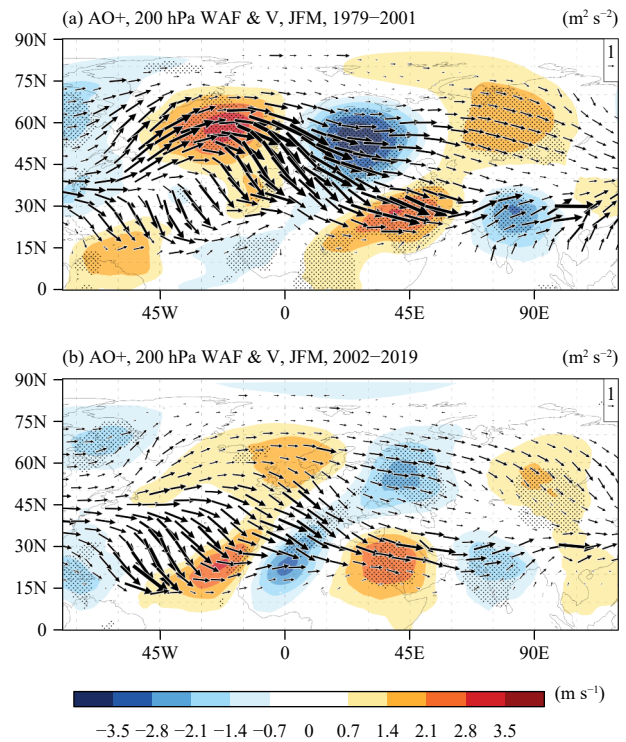 (a) AO+, 200 hPa WAF & V, JFM, 1979−2001 (m² s⁻²)
1
90N
75N
60N
45N
30N
15N
0
45W 0 45E 90E
(b) AO+, 200 hPa WAF & V, JFM, 2002−2019 (m² s⁻²)
1
90N
75N
60N
45N
30N
15N
0
45W 0 45E 90E
(m s⁻¹)
−3.5 −2.8 −2.1 −1.4 −0.7 0 0.7 1.4 2.1 2.8 3.5